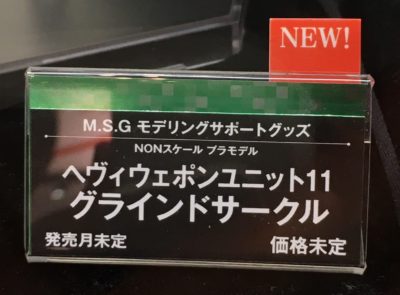 NEW!
M.S.G モデリングサポートグッズ
NONスケール プラモデル
ヘヴィウェポンユニット11
グラインドサークル
発売月未定 価格未定